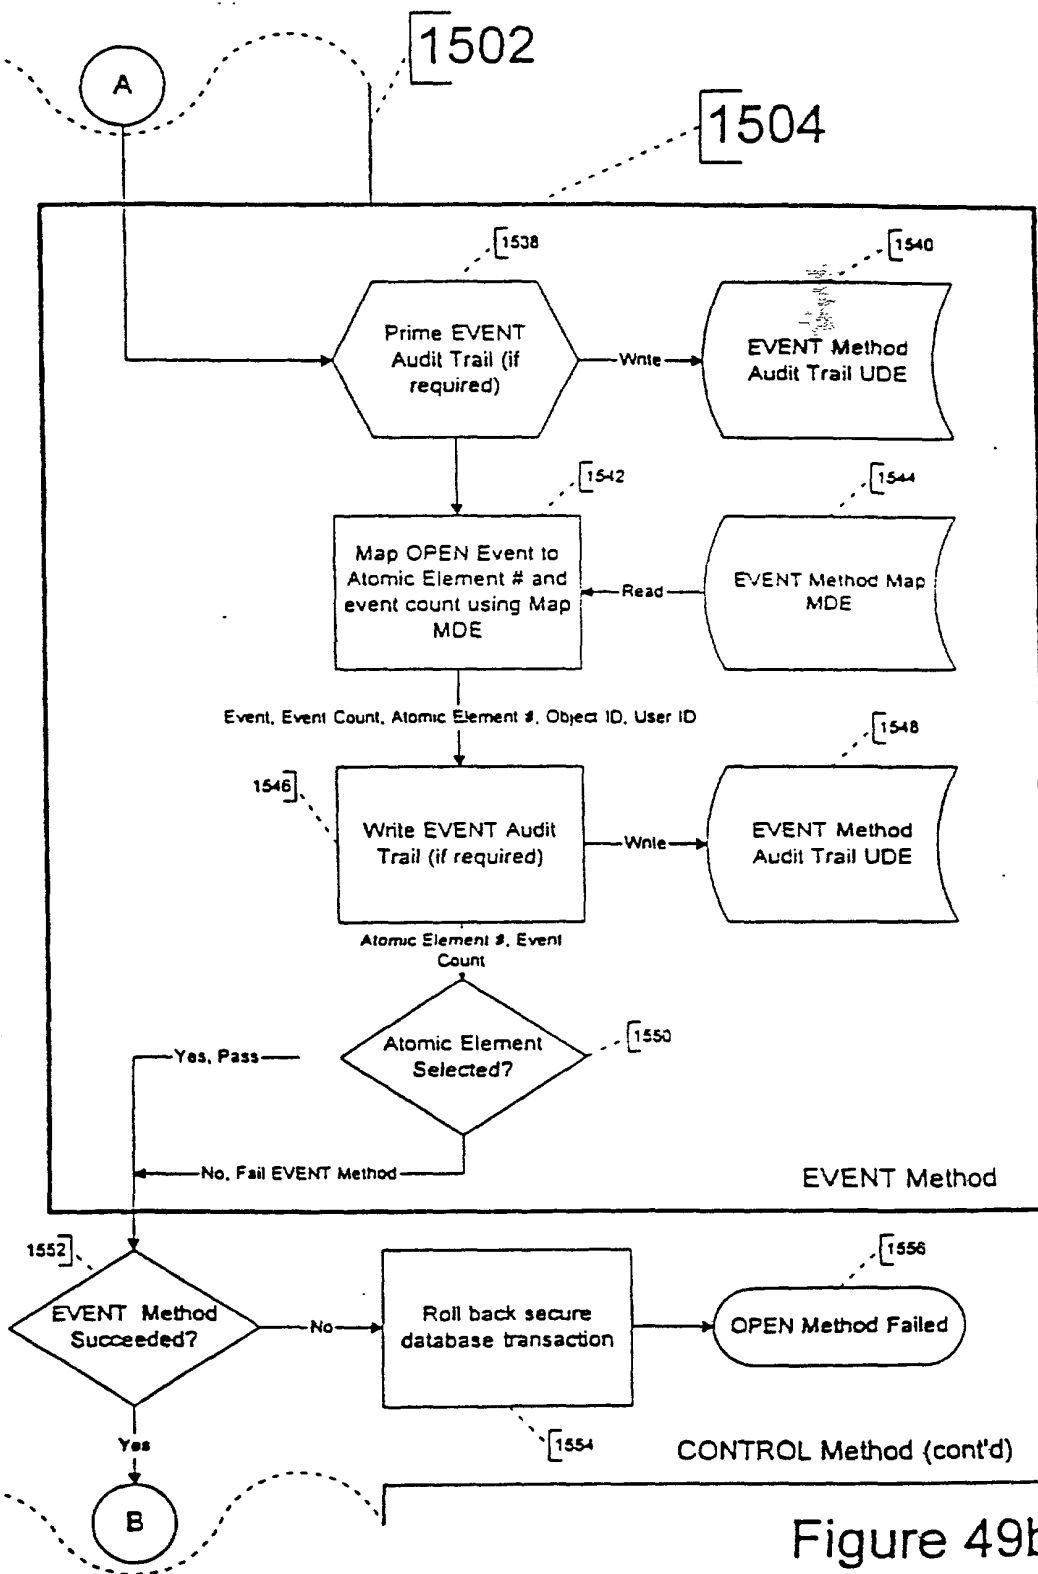 1502
A
1504
1538
1540
Prime EVENT
Audit Trail (if
required)
Write
EVENT Method
Audit Trail UDE
1542
1544
Map OPEN Event to
Atomic Element # and
event count using Map
MDE
Read
EVENT Method Map
MDE
Event, Event Count, Atomic Element #, Object ID, User ID
1548
1546
Write EVENT Audit
Trail (if required)
Write
EVENT Method
Audit Trail UDE
Atomic Element #, Event
Count
1550
Atomic Element
Selected?
Yes, Pass
No, Fail EVENT Method
EVENT Method
1552
1556
EVENT Method
Succeeded?
No
Roll back secure
database transaction
OPEN Method Failed
Yes
1554
CONTROL Method (cont'd)
B
Figure 49b